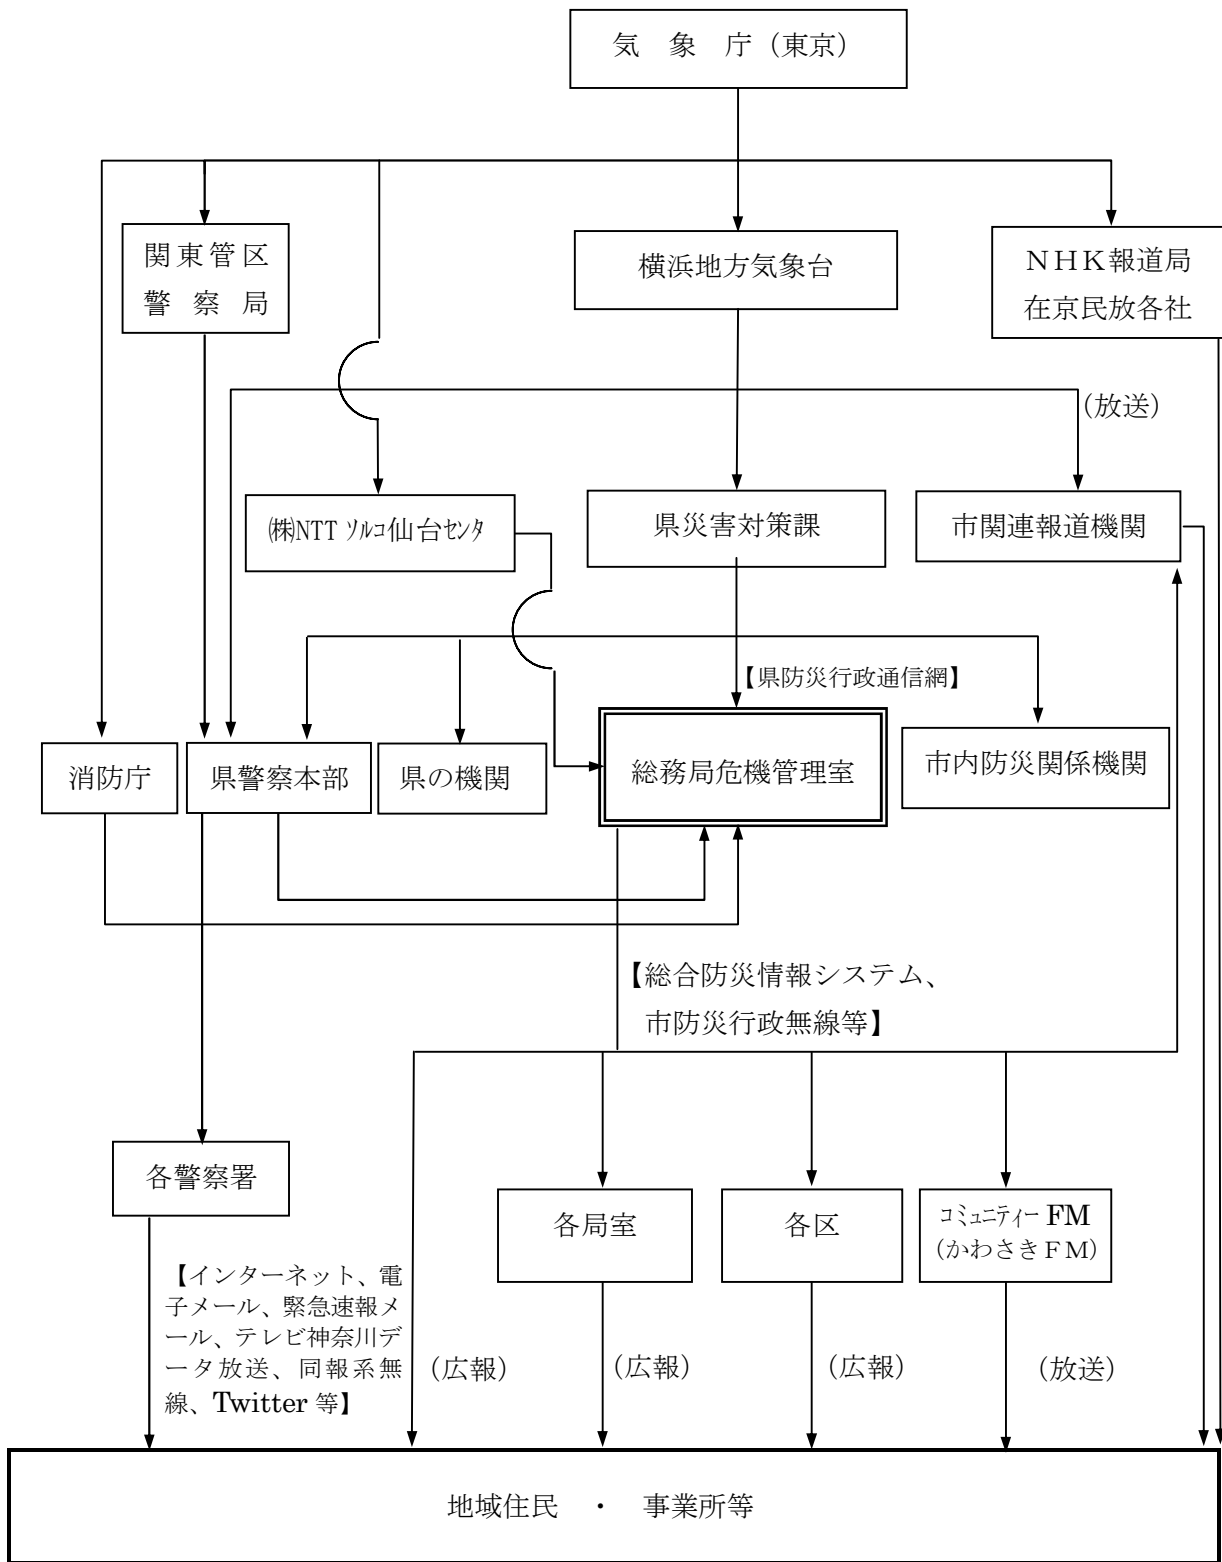 気　象　庁（東京）
関東管区
警　察　局
横浜地方気象台
ＮＨＫ報道局
在京民放各社
（放送）
㈱NTT ソルコ仙台センタ
県災害対策課
市関連報道機関
【県防災行政通信網】
消防庁
県警察本部
県の機関
総務局危機管理室
市内防災関係機関
【総合防災情報システム、
市防災行政無線等】
各警察署
各局室
各区
コミュニティー FM
（かわさきＦＭ）
【インターネット、電
子メール、緊急速報メ
ール、テレビ神奈川デ
ータ放送、同報系無
線、Twitter 等】
（広報）
（広報）
（広報）
（放送）
地域住民　・　事業所等